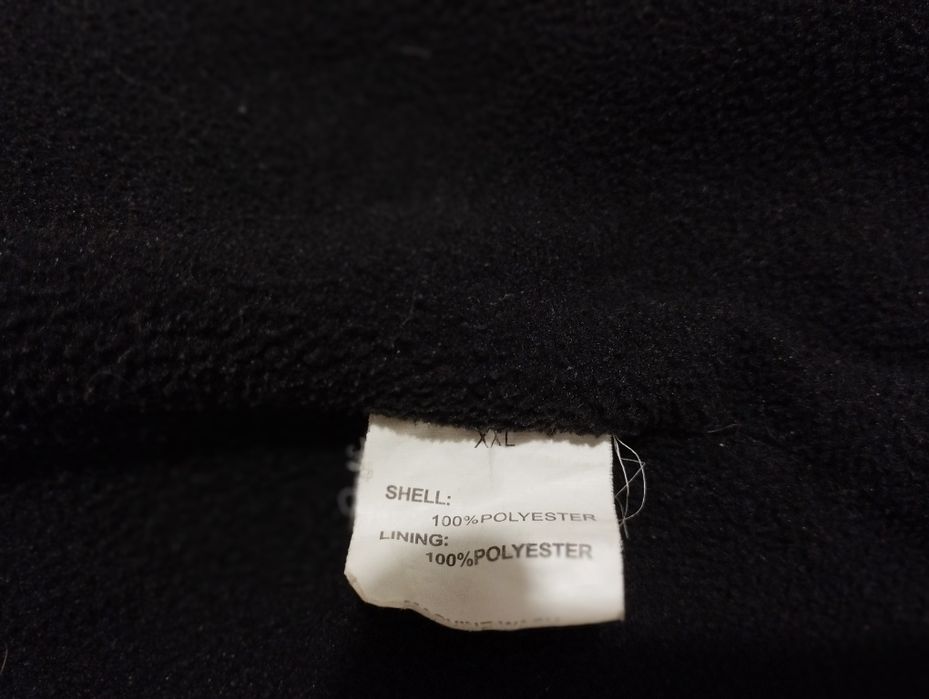 XXL
SHELL:
100%POLYESTER
LINING:
100%POLYESTER